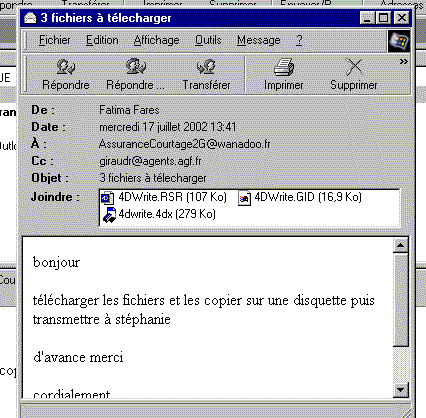 3 fichiers à télecharger
Fichier Edition Affichage Outils Message ?
Répondre Répondre ... Transférer Imprimer Supprimer »
De : Fatima Fares
Date : mercredi 17 juillet 2002 13:41
À : AssuranceCourtage2G@wanadoo.fr
Cc : giraudr@agents.agf.fr
Objet : 3 fichiers à télecharger
Joindre : 4DWrite.RSR (107 Ko) 4DWrite.GID (16,9 Ko)
4dwrite.4dx (279 Ko)
bonjour
télécharger les fichiers et les copier sur une disquette puis
transmettre à stéphanie
d'avance merci
cordialement